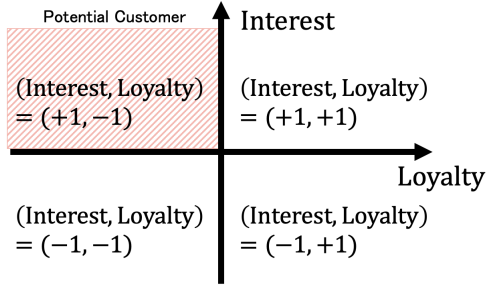 Potential Customer
Interest
(Interest, Loyalty)
= (+1, −1)
(Interest, Loyalty)
= (+1, +1)
Loyalty
(Interest, Loyalty)
= (−1, −1)
(Interest, Loyalty)
= (−1, +1)